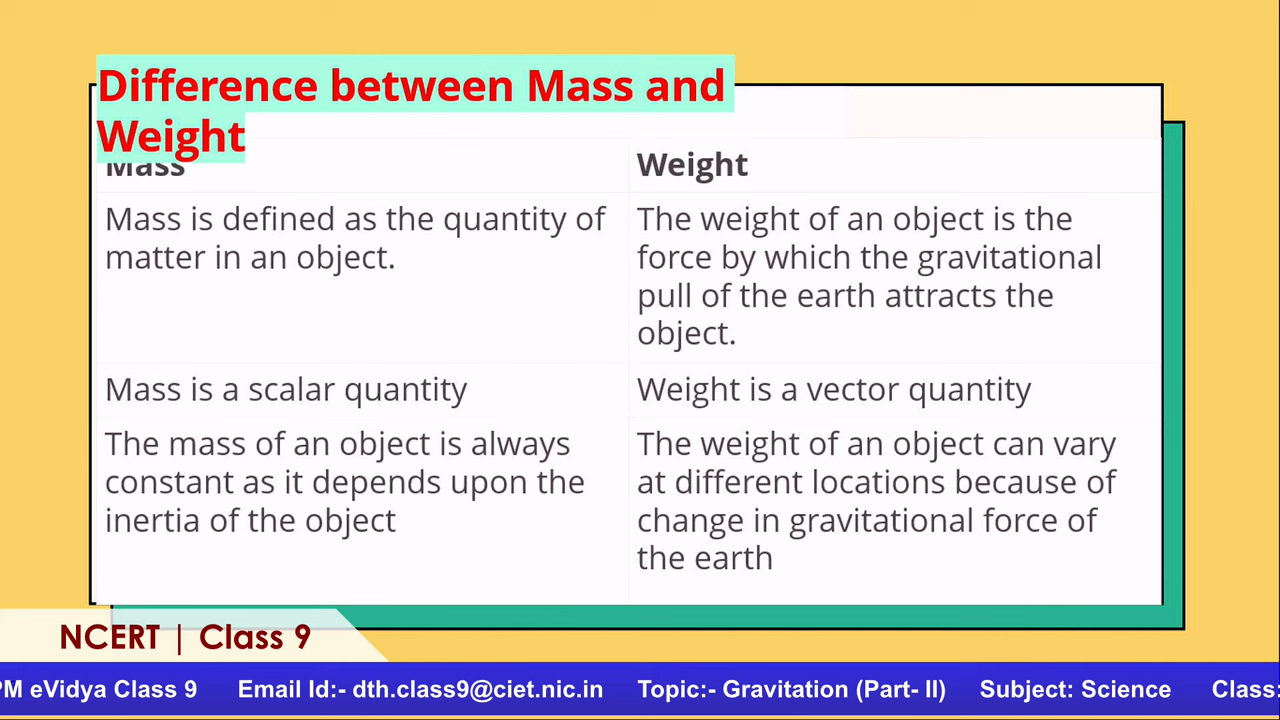 Difference between Mass and
Weight
Mass
Weight
Mass is defined as the quantity of
matter in an object.
The weight of an object is the
force by which the gravitational
pull of the earth attracts the
object.
Mass is a scalar quantity
Weight is a vector quantity
The mass of an object is always
constant as it depends upon the
inertia of the object
The weight of an object can vary
at different locations because of
change in gravitational force of
the earth
NCERT | Class 9
PM eVidya Class 9 Email Id:- dth.class9@ciet.nic.in Topic:- Gravitation (Part- II) Subject: Science Class: